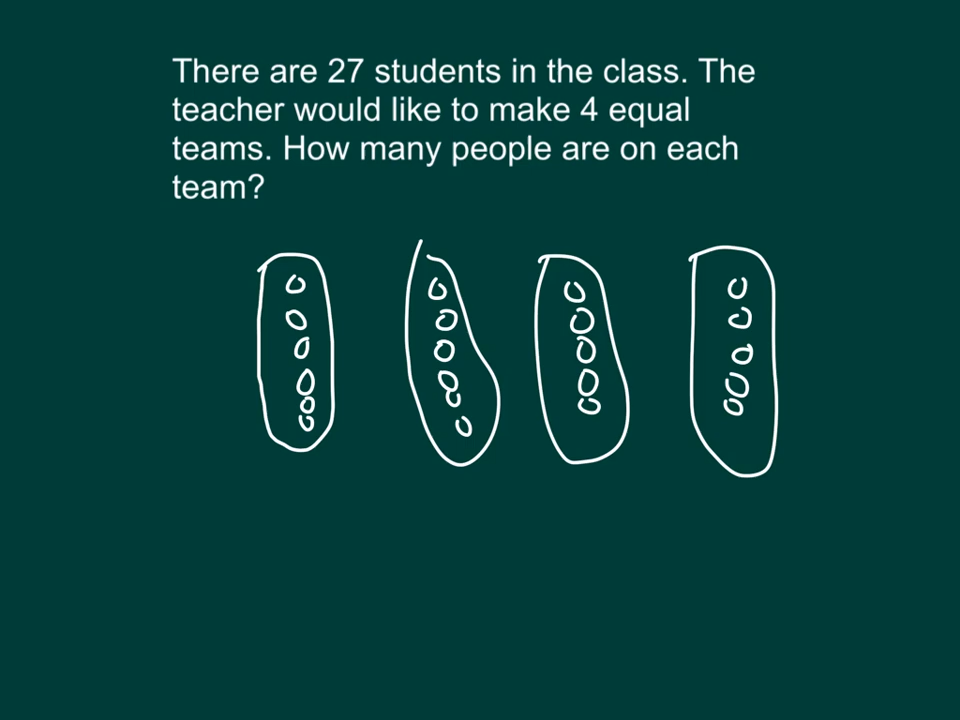 There are 27 students in the class. The
teacher would like to make 4 equal
teams. How many people are on each
team?